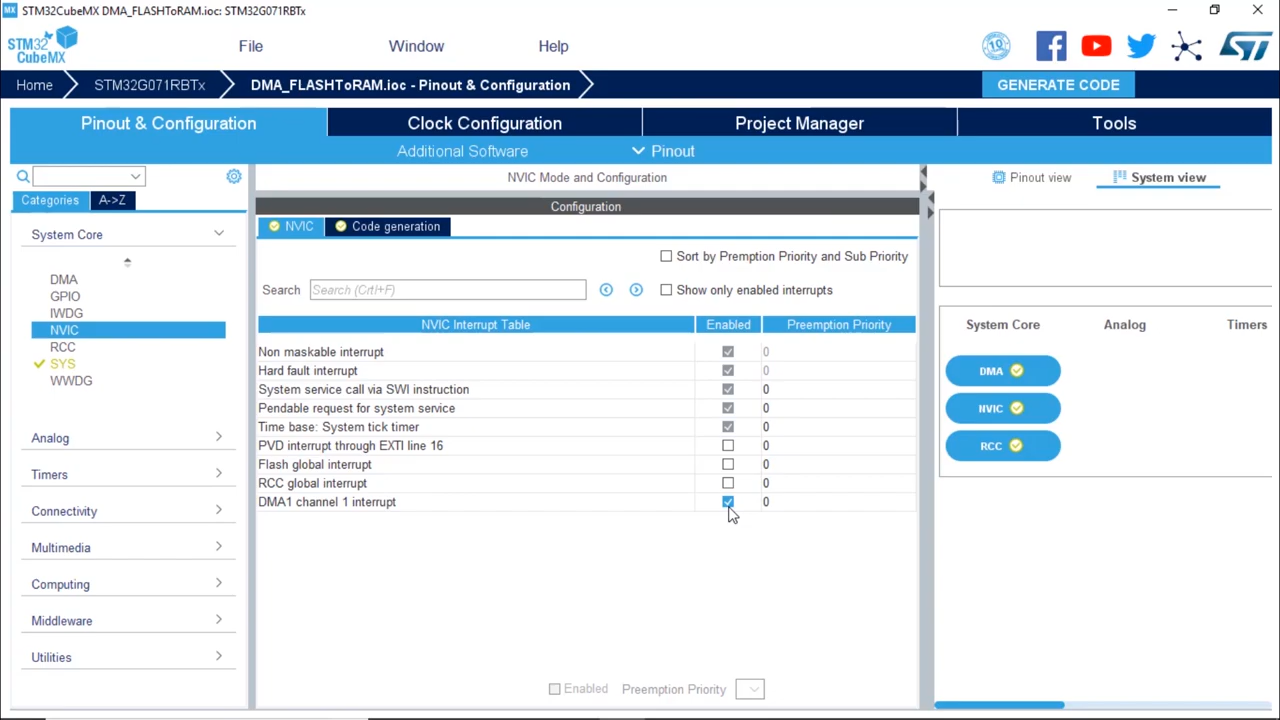 MX STM32CubeMX DMA_FLASHToRAM.ioc: STM32G071RBTx
STM32
CubeMX
File Window Help
10
ST
Home STM32G071RBTx DMA_FLASHToRAM.ioc - Pinout & Configuration GENERATE CODE
Pinout & Configuration Clock Configuration Project Manager Tools
Additional Software Pinout
NVIC Mode and Configuration
Pinout view System view
Categories A->Z
Configuration
NVIC Code generation
System Core
Sort by Premption Priority and Sub Priority
DMA
GPIO
IWDG
NVIC
RCC
SYS
WWDG
Analog
Timers
Connectivity
Multimedia
Computing
Middleware
Utilities
Search Search (CrtI+F) Show only enabled interrupts
NVIC Interrupt Table Enabled Preemption Priority
Non maskable interrupt 0
Hard fault interrupt 0
System service call via SWI instruction 0
Pendable request for system service 0
Time base: System tick timer 0
PVD interrupt through EXTI line 16 0
Flash global interrupt 0
RCC global interrupt 0
DMA1 channel 1 interrupt 0
Enabled Preemption Priority
System Core Analog Timers
DMA
NVIC
RCC